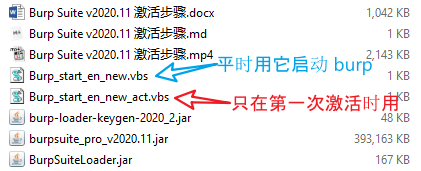 Burp Suite v2020.11 激活步骤.docx 1,042 KB
Burp Suite v2020.11 激活步骤.md 1 KB
Burp Suite v2020.11 激活步骤.mp4 2,143 KB
Burp_start_en_new.vbs 平时用它启动 burp 1 KB
Burp_start_en_new_act.vbs 只在第一次激活时用 1 KB
burp-loader-keygen-2020_2.jar 48 KB
burpsuite_pro_v2020.11.jar 393,163 KB
BurpSuiteLoader.jar 167 KB